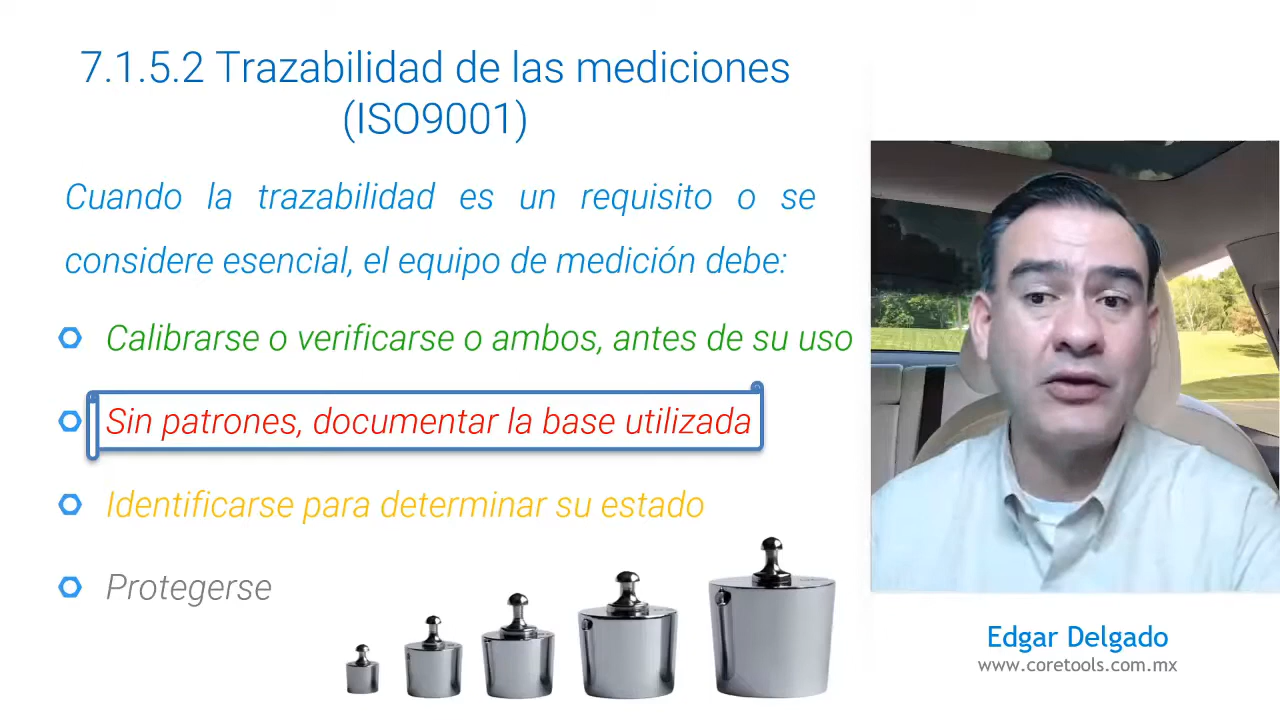 7.1.5.2 Trazabilidad de las mediciones
(ISO9001)
Cuando la trazabilidad es un requisito o se
considere esencial, el equipo de medición debe:
Calibrarse o verificarse o ambos, antes de su uso
Sin patrones, documentar la base utilizada
Identificarse para determinar su estado
Protegerse
Edgar Delgado
www.coretools.com.mx